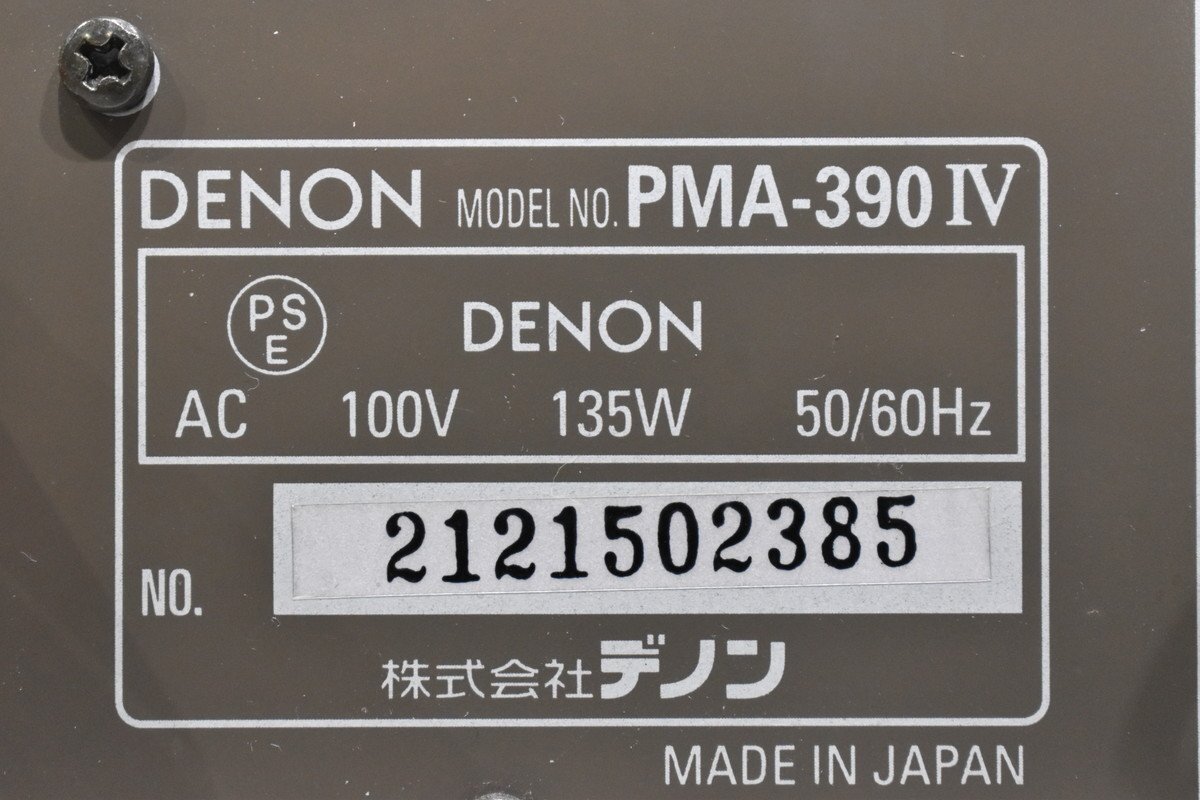 DENON MODEL NO. PMA-390 IV
PS
E
DENON
AC 100V 135W 50/60Hz
NO. 2121502385
株式会社デノン
MADE IN JAPAN